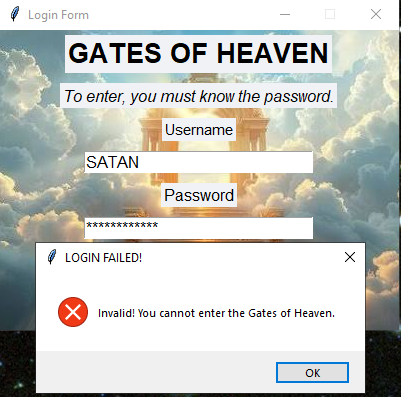 Login Form
GATES OF HEAVEN
To enter, you must know the password.
Username
SATAN
Password
************
LOGIN FAILED!
Invalid! You cannot enter the Gates of Heaven.
OK